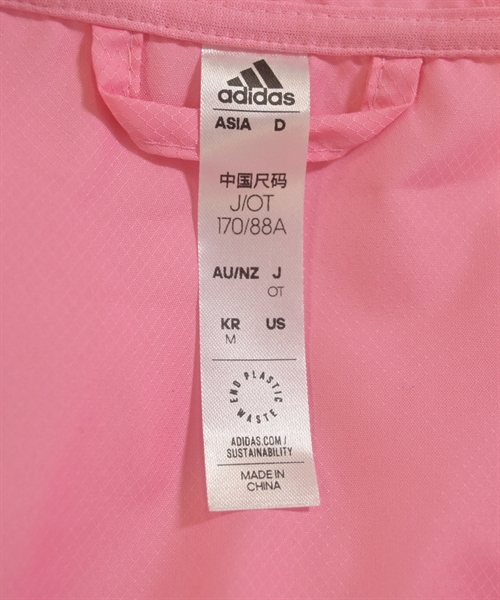 adidas
ASIA D
中国尺码
J/OT
170/88A
AU/NZ J
OT
KR US
M
END PLASTIC WASTE
ADIDAS.COM/
SUSTAINABILITY
MADE IN
CHINA